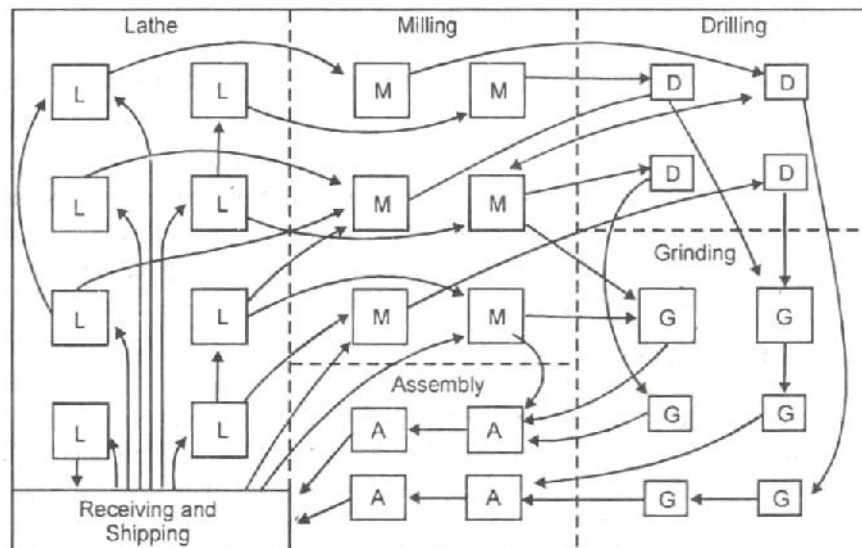 Lathe Milling Drilling
L L M M D D
L L M M D D
Grinding
L L M M G G
Assembly
L L A A G G
Receiving and
Shipping
A A G G